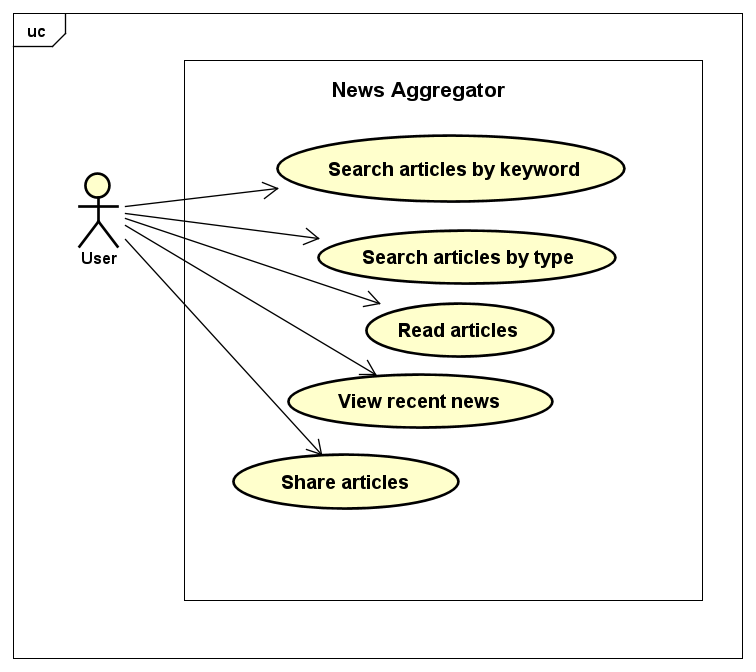 uc
News Aggregator
Search articles by keyword
User
Search articles by type
Read articles
View recent news
Share articles